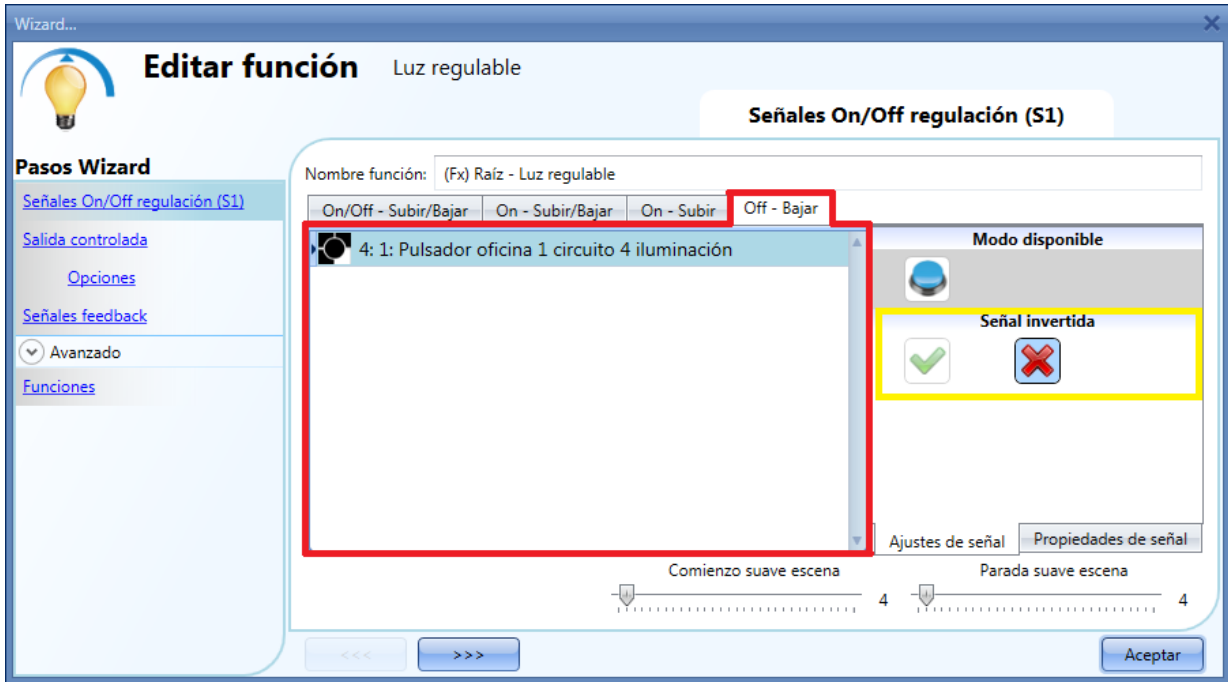 Wizard...
Editar función
Luz regulable
Señales On/Off regulación (S1)
Pasos Wizard
Señales On/Off regulación (S1)
Salida controlada
Opciones
Señales feedback
Avanzado
Funciones
Nombre función: (Fx) Raíz - Luz regulable
On/Off - Subir/Bajar On - Subir/Bajar On - Subir Off - Bajar
4: 1: Pulsador oficina 1 circuito 4 iluminación
Modo disponible
Señal invertida
Ajustes de señal Propiedades de señal
Comienzo suave escena
4
Parada suave escena
4
<<< >>> Aceptar